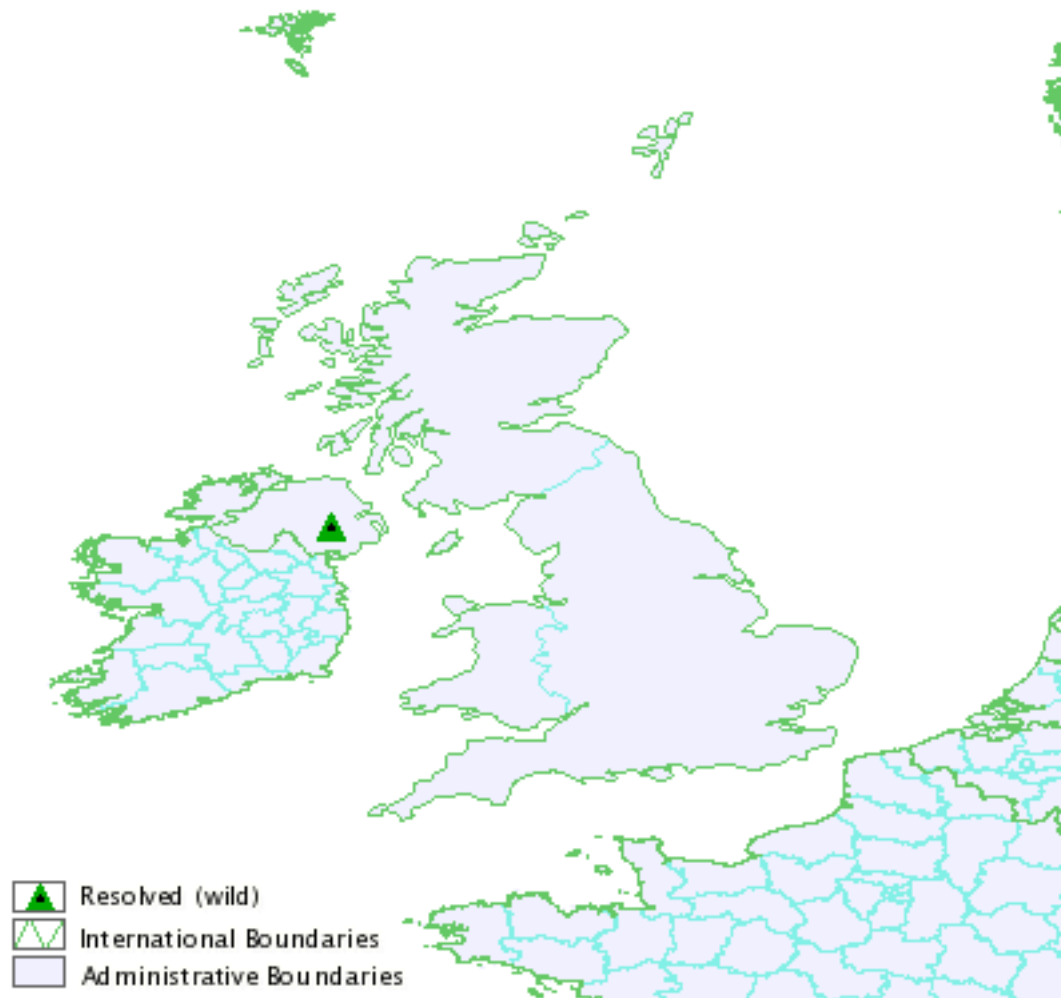 Resolved (wild)
International Boundaries
Administrative Boundaries